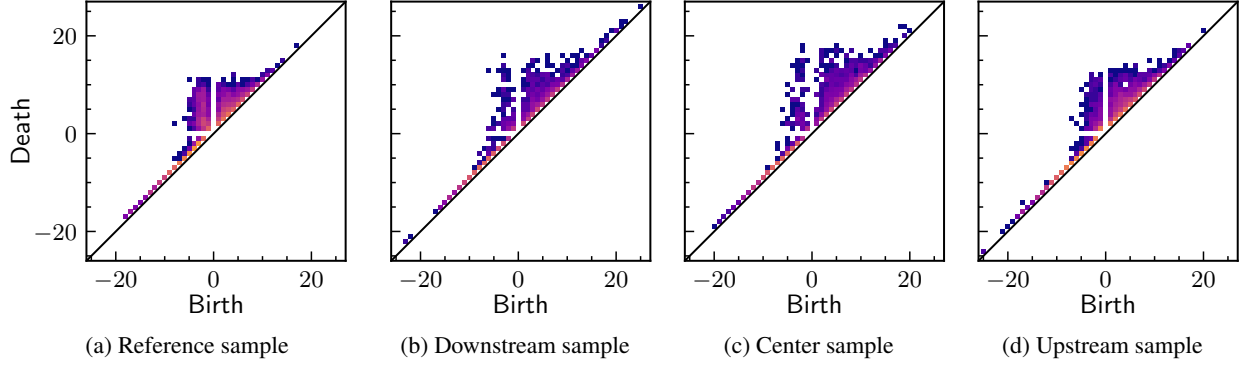 20
0
−20
Death
−20 0 20
−20 0 20
−20 0 20
−20 0 20
Birth
Birth
Birth
Birth
(a) Reference sample
(b) Downstream sample
(c) Center sample
(d) Upstream sample